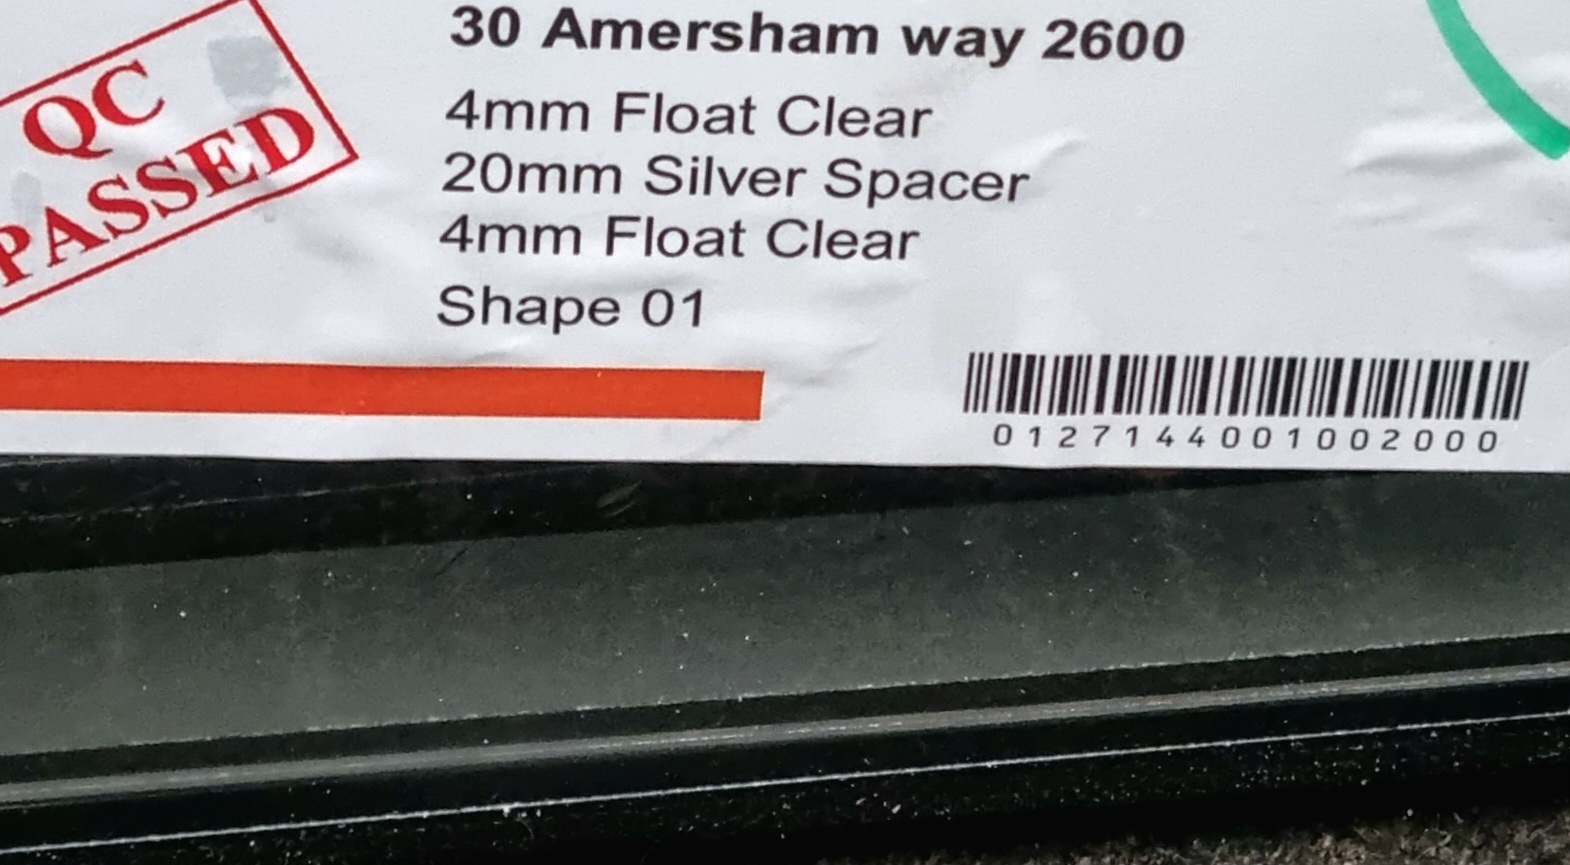 QC
PASSED
30 Amersham way 2600
4mm Float Clear
20mm Silver Spacer
4mm Float Clear
Shape 01
0127144001002000